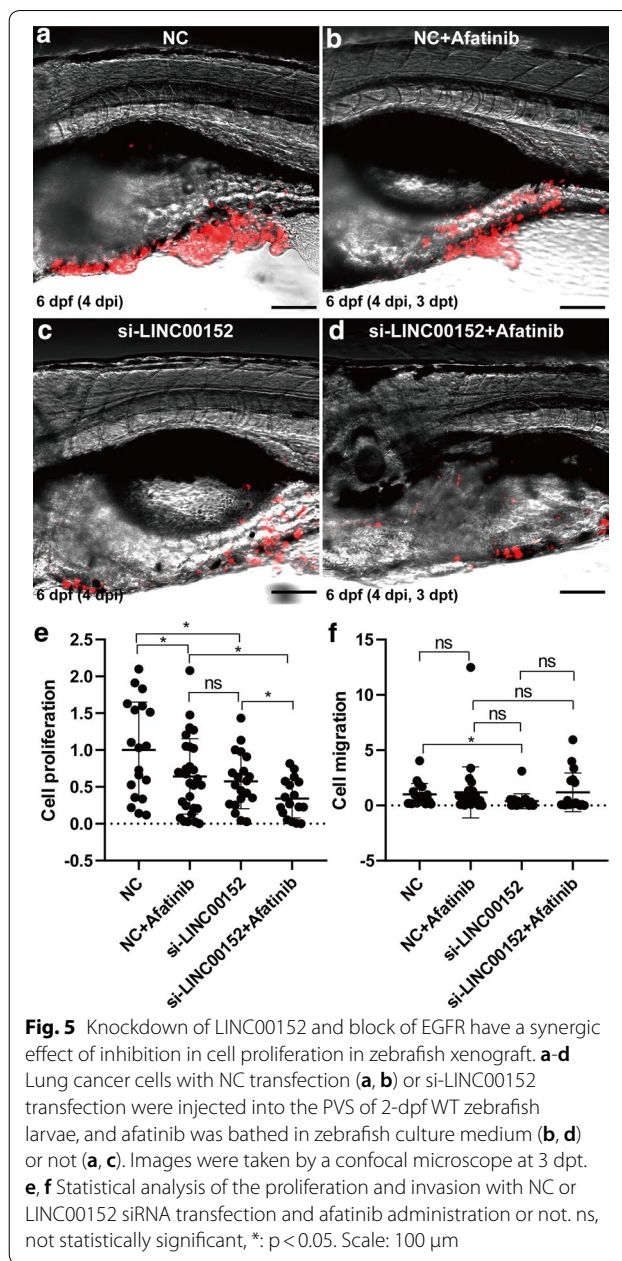 a NC
b NC+Afatinib
6 dpf (4 dpi)
6 dpf (4 dpi, 3 dpt)
c si-LINC00152
d si-LINC00152+Afatinib
6 dpf (4 dpi)
6 dpf (4 dpi, 3 dpt)
e
Cell proliferation
2.5
2.0
1.5
1.0
0.5
0.0
-0.5
*
*
*
ns
*
NC
NC+Afatinib
si-LINC00152
si-LINC00152+Afatinib
f
Cell migration
15
10
5
0
-5
ns
ns
ns
ns
*
NC
NC+Afatinib
si-LINC00152
si-LINC00152+Afatinib
Fig. 5 Knockdown of LINC00152 and block of EGFR have a synergic
effect of inhibition in cell proliferation in zebrafish xenograft. a-d
Lung cancer cells with NC transfection (a, b) or si-LINC00152
transfection were injected into the PVS of 2-dpf WT zebrafish
larvae, and afatinib was bathed in zebrafish culture medium (b, d)
or not (a, c). Images were taken by a confocal microscope at 3 dpt.
e, f Statistical analysis of the proliferation and invasion with NC or
LINC00152 siRNA transfection and afatinib administration or not. ns,
not statistically significant, *: p < 0.05. Scale: 100 μm